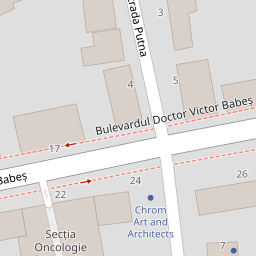 Strada Putna
3
4
5
Bulevardul Doctor Victor Babeș
17
Babeș
22
24
26
Chrom
Art and
Architects
Secția
Oncologie
7